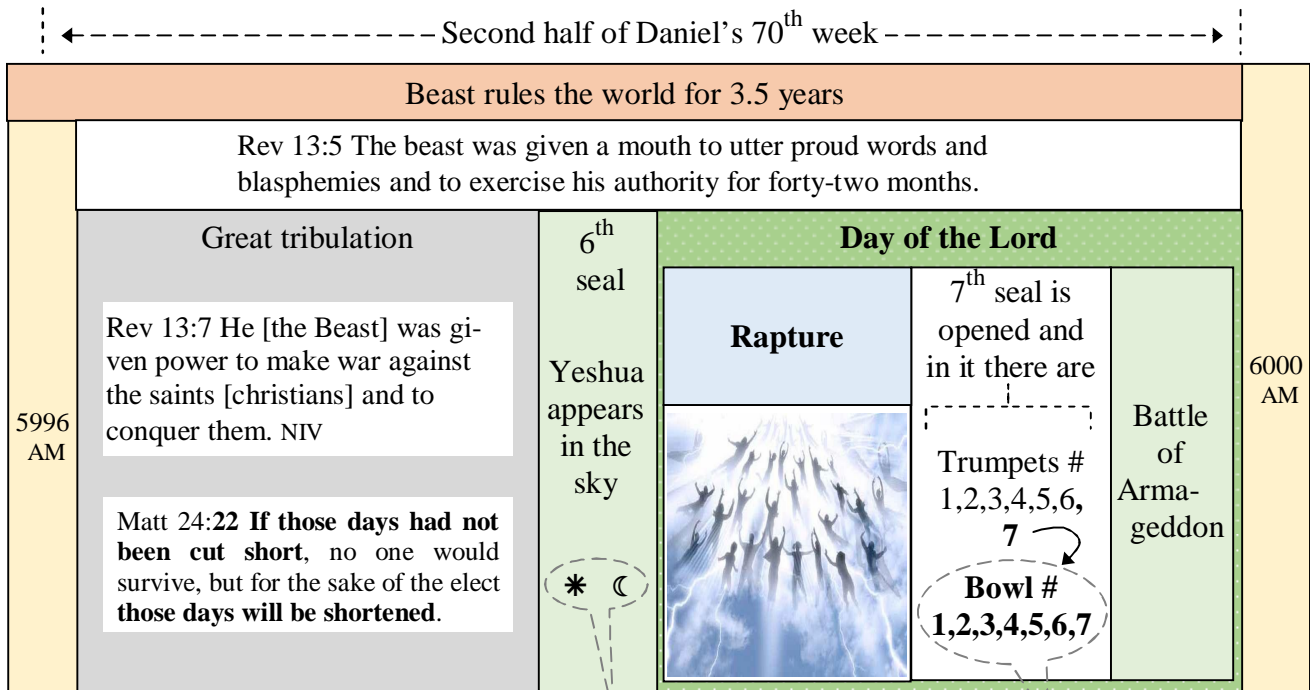 Second half of Daniel's 70th week
Beast rules the world for 3.5 years
Rev 13:5 The beast was given a mouth to utter proud words and
blasphemies and to exercise his authority for forty-two months.
5996
AM
Great tribulation
Rev 13:7 He [the Beast] was gi-
ven power to make war against
the saints [christians] and to
conquer them. NIV
Matt 24:22 If those days had not
been cut short, no one would
survive, but for the sake of the elect
those days will be shortened.
6th
seal
Yeshua
appears
in the
sky
Day of the Lord
Rapture
7th seal is
opened and
in it there are
Trumpets #
1,2,3,4,5,6,
7
Bowl #
1,2,3,4,5,6,7
Battle
of
Arma-
geddon
6000
AM